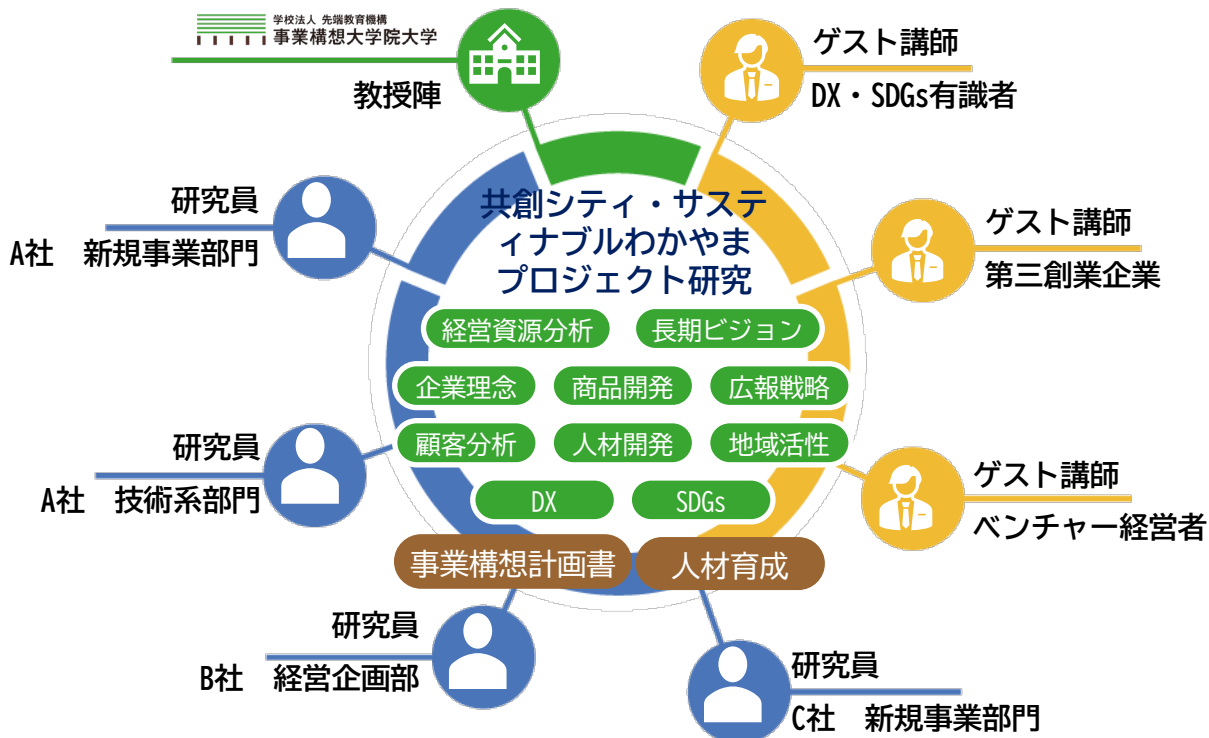 学校法人 先端教育機構
事業構想大学院大学
教授陣
ゲスト講師
DX・SDGs有識者
研究員
A社　新規事業部門
ゲスト講師
第三創業企業
共創シティ・サステ
ィナブルわかやま
プロジェクト研究
経営資源分析
長期ビジョン
企業理念
商品開発
広報戦略
顧客分析
人材開発
地域活性
DX
SDGs
研究員
A社　技術系部門
ゲスト講師
ベンチャー経営者
事業構想計画書
人材育成
研究員
B社　経営企画部
研究員
C社　新規事業部門